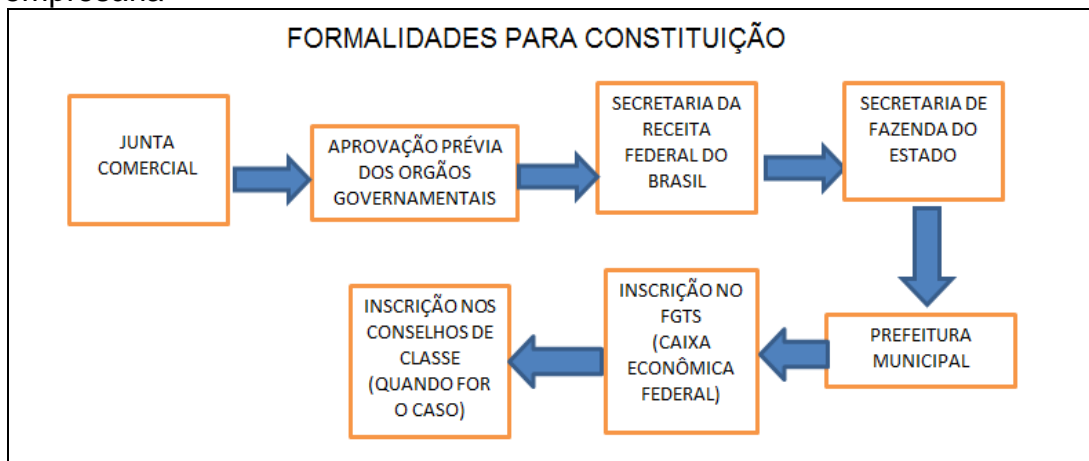 empresária
FORMALIDADES PARA CONSTITUIÇÃO
JUNTA
COMERCIAL
APROVAÇÃO PRÉVIA
DOS ORGÃOS
GOVERNAMENTAIS
SECRETARIA DA
RECEITA
FEDERAL DO
BRASIL
SECRETARIA DE
FAZENDA DO
ESTADO
PREFEITURA
MUNICIPAL
INSCRIÇÃO NO
FGTS
(CAIXA
ECONÔMICA
FEDERAL)
INSCRIÇÃO NOS
CONSELHOS DE
CLASSE
(QUANDO FOR
O CASO)